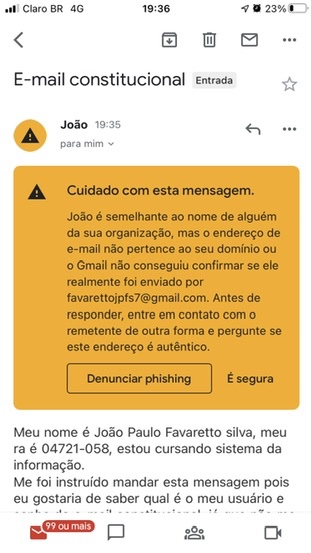 Claro BR 4G 19:36 23%
E-mail constitucional Entrada
João 19:35
para mim
Cuidado com esta mensagem.
João é semelhante ao nome de alguém
da sua organização, mas o endereço de
e-mail não pertence ao seu domínio ou
o Gmail não conseguiu confirmar se ele
realmente foi enviado por
favarettojpfs7@gmail.com. Antes de
responder, entre em contato com o
remetente de outra forma e pergunte se
este endereço é autêntico.
Denunciar phishing É segura
Meu nome é João Paulo Favaretto silva, meu
ra é 04721-058, estou cursando sistema da
informação.
Me foi instruído mandar esta mensagem pois
eu gostaria de saber qual é o meu usuário e
99 ou mais